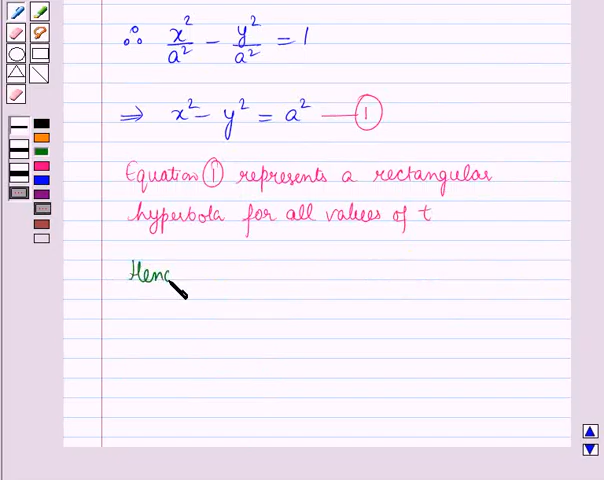 ∴ x²/a² - y²/a² = 1
⇒ x² - y² = a² —①
Equation ① represents a rectangular
hyperbola for all values of t
Henc